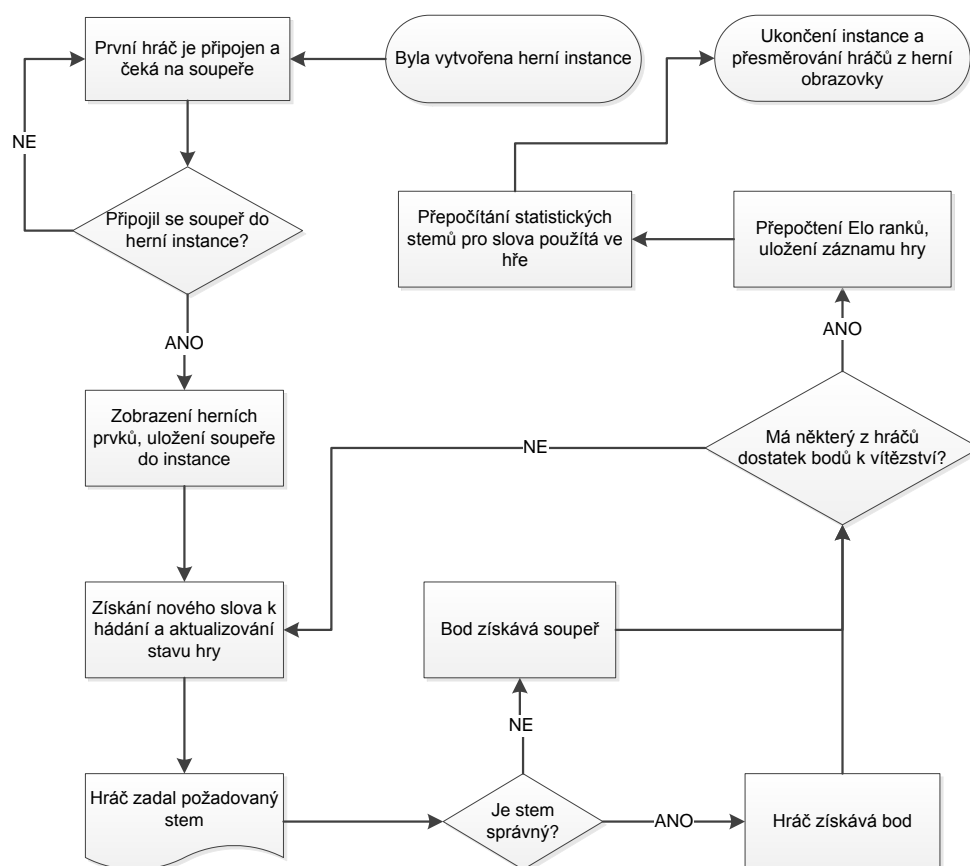 První hráč je připojen a
čeká na soupeře
Byla vytvořena herní instance
Ukončení instance a
přesměrování hráčů z herní
obrazovky
NE
Připojil se soupeř do
herní instance?
Přepočítání statistických
stemů pro slova použítá ve
hře
Přepočtení Elo ranků,
uložení záznamu hry
ANO
ANO
Zobrazení herních
prvků, uložení soupeře
do instance
NE
Má některý z hráčů
dostatek bodů k vítězství?
Získání nového slova k
hádání a aktualizování
stavu hry
Bod získává soupeř
NE
Hráč zadal požadovaný
stem
Je stem
správný?
ANO
Hráč získává bod